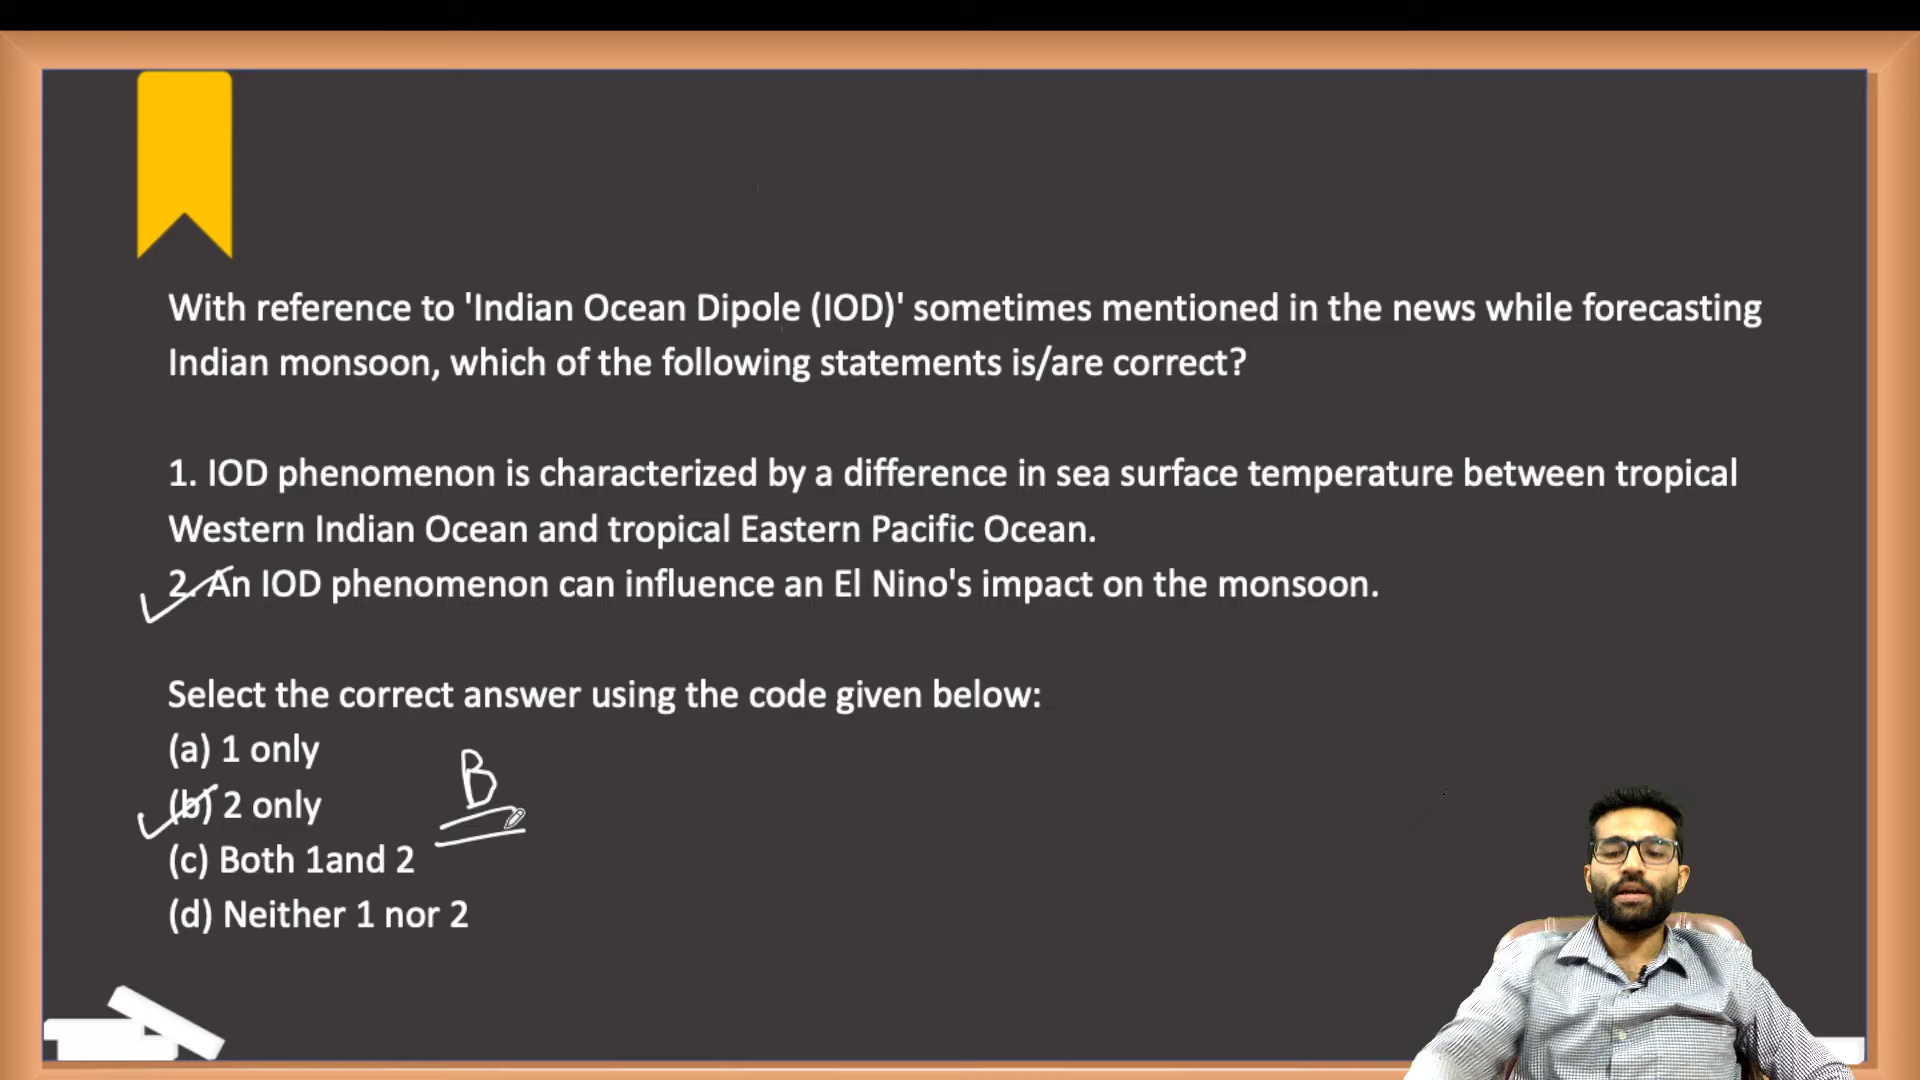 With reference to 'Indian Ocean Dipole (IOD)' sometimes mentioned in the news while forecasting
Indian monsoon, which of the following statements is/are correct?
1. IOD phenomenon is characterized by a difference in sea surface temperature between tropical
Western Indian Ocean and tropical Eastern Pacific Ocean.
2. An IOD phenomenon can influence an El Nino's impact on the monsoon.
Select the correct answer using the code given below:
(a) 1 only
B
(b) 2 only
(c) Both 1and 2
(d) Neither 1 nor 2